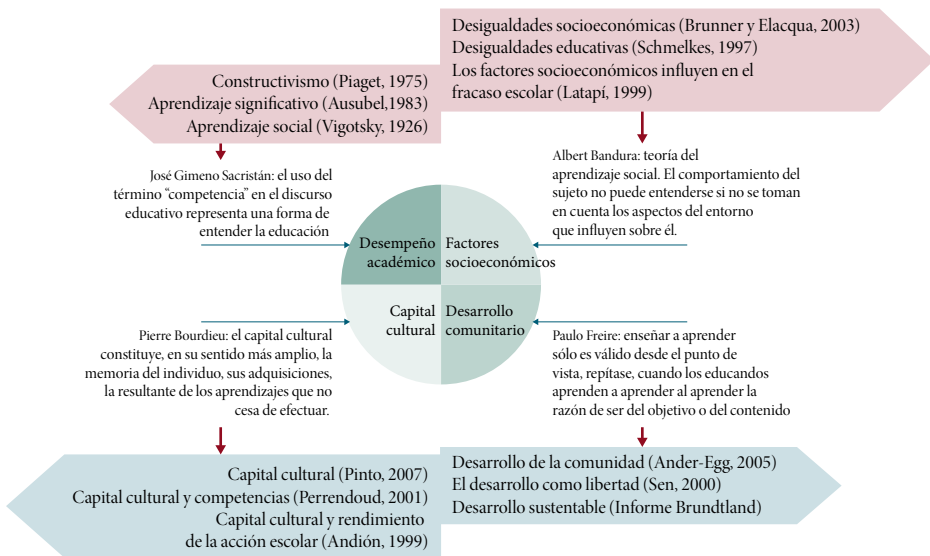 Desigualdades socioeconómicas (Brunner y Elacqua, 2003)
Desigualdades educativas (Schmelkes, 1997)
Los factores socioeconómicos influyen en el
fracaso escolar (Latapí, 1999)
Constructivismo (Piaget, 1975)
Aprendizaje significativo (Ausubel,1983)
Aprendizaje social (Vigotsky, 1926)
José Gimeno Sacristán: el uso del
término “competencia” en el discurso
educativo representa una forma de
entender la educación
Albert Bandura: teoría del
aprendizaje social. El comportamiento del
sujeto no puede entenderse si no se toman
en cuenta los aspectos del entorno
que influyen sobre él.
Desempeño
académico
Factores
socioeconómicos
Capital
cultural
Desarrollo
comunitario
Pierre Bourdieu: el capital cultural
constituye, en su sentido más amplio, la
memoria del individuo, sus adquisiciones,
la resultante de los aprendizajes que no
cesa de efectuar.
Paulo Freire: enseñar a aprender
sólo es válido desde el punto de
vista, repítase, cuando los educandos
aprenden a aprender al aprender la
razón de ser del objetivo o del contenido
Capital cultural (Pinto, 2007)
Capital cultural y competencias (Perrendoud, 2001)
Capital cultural y rendimiento
de la acción escolar (Andión, 1999)
Desarrollo de la comunidad (Ander-Egg, 2005)
El desarrollo como libertad (Sen, 2000)
Desarrollo sustentable (Informe Brundtland)